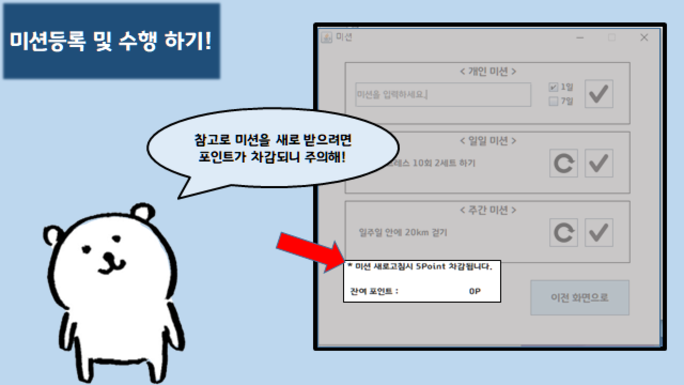 미션등록 및 수행 하기!
미션
< 개인 미션 >
미션을 입력하세요.
1일
7일
참고로 미션을 새로 받으려면
포인트가 차감되니 주의해!
< 일일 미션 >
10회 2세트 하기
< 주간 미션 >
일주일 안에 20km 걷기
* 미션 새로고침시 5Point 차감됩니다.
잔여 포인트 : 0P
이전 화면으로